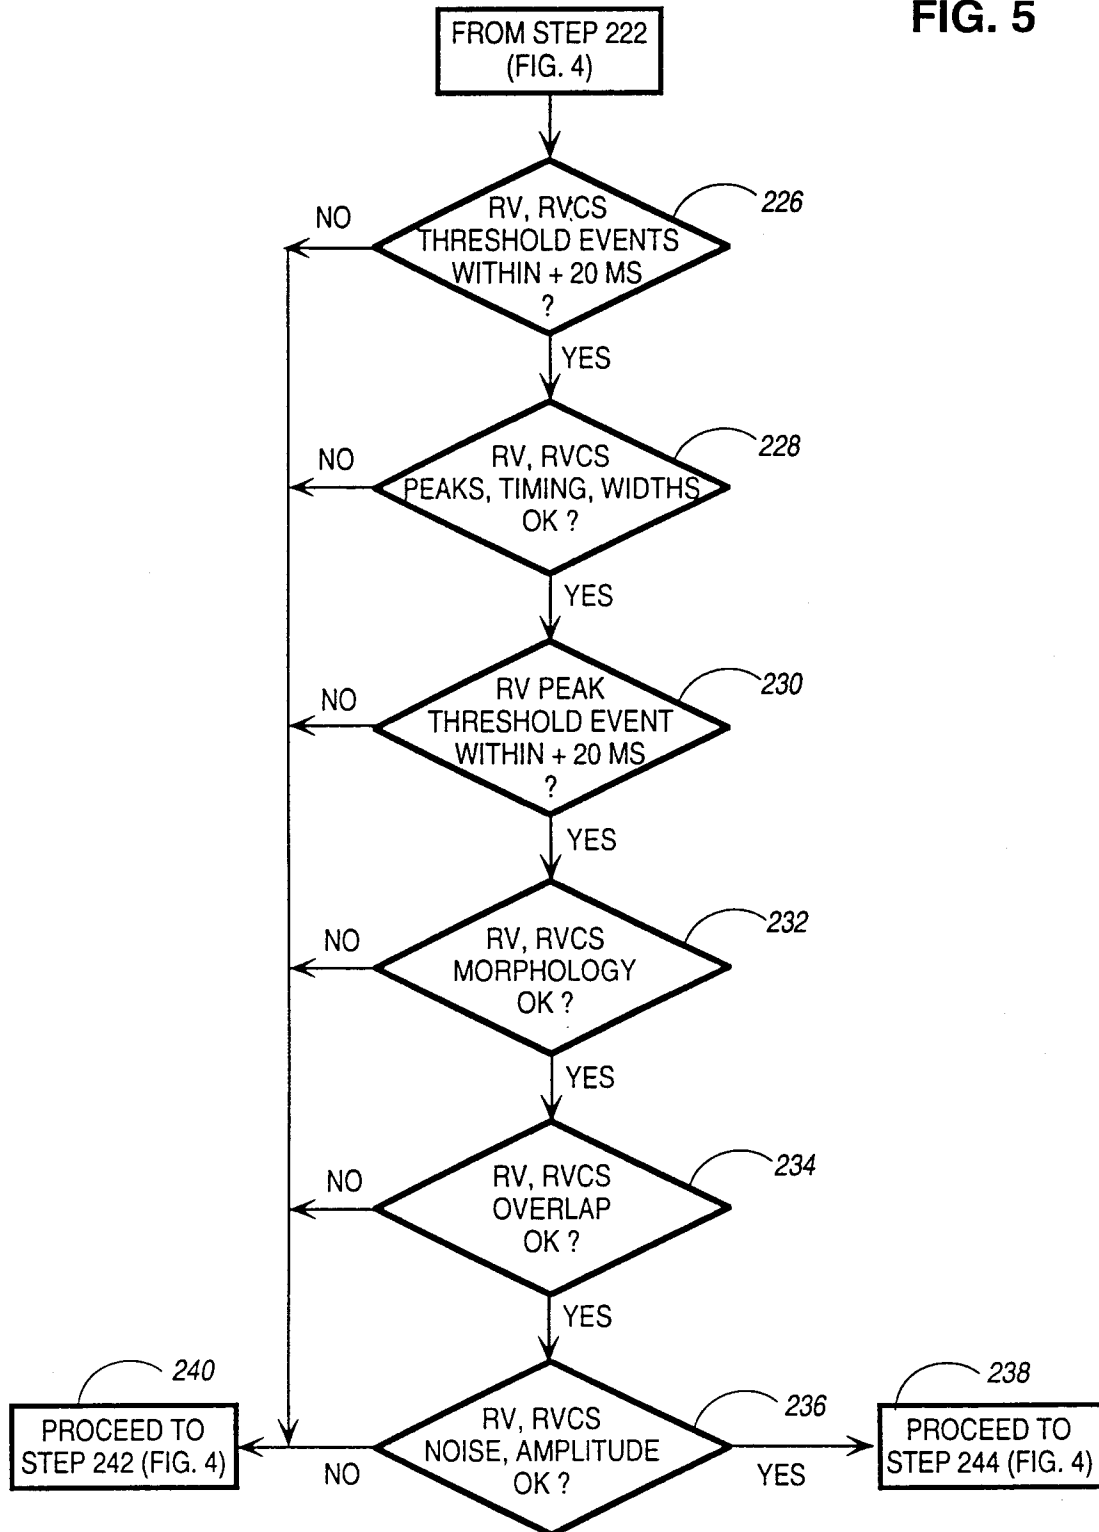 FIG. 5
FROM STEP 222
(FIG. 4)
226
RV, RVCS
THRESHOLD EVENTS
WITHIN + 20 MS
?
NO
YES
228
RV, RVCS
PEAKS, TIMING, WIDTHS
OK ?
NO
YES
230
RV PEAK
THRESHOLD EVENT
WITHIN + 20 MS
?
NO
YES
232
RV, RVCS
MORPHOLOGY
OK ?
NO
YES
234
RV, RVCS
OVERLAP
OK ?
NO
YES
236
RV, RVCS
NOISE, AMPLITUDE
OK ?
NO
YES
240
PROCEED TO
STEP 242 (FIG. 4)
238
PROCEED TO
STEP 244 (FIG. 4)